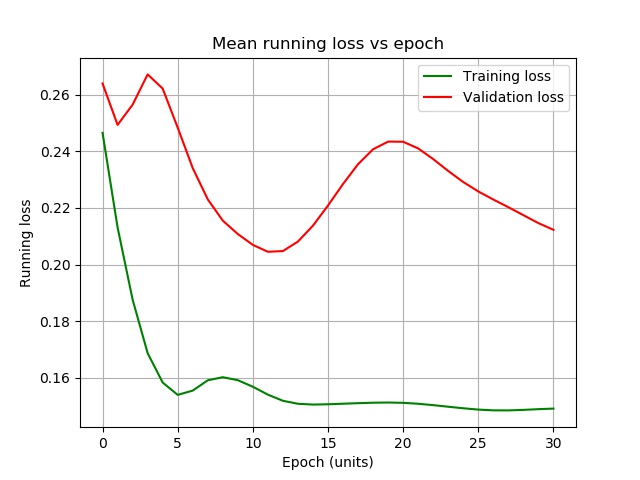 Mean running loss vs epoch
Training loss
Validation loss
0.26
0.24
0.22
0.20
0.18
0.16
Running loss
0 5 10 15 20 25 30
Epoch (units)